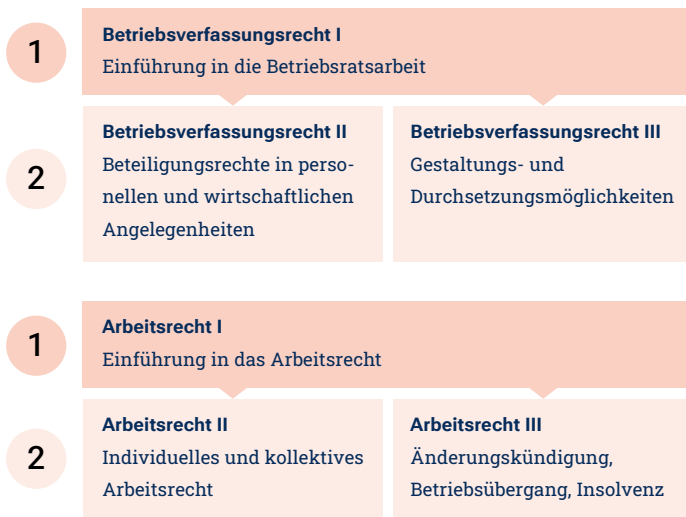 1
Betriebsverfassungsrecht I
Einführung in die Betriebsratsarbeit
2
Betriebsverfassungsrecht II
Beteiligungsrechte in perso-
nellen und wirtschaftlichen
Angelegenheiten
Betriebsverfassungsrecht III
Gestaltungs- und
Durchsetzungsmöglichkeiten
1
Arbeitsrecht I
Einführung in das Arbeitsrecht
2
Arbeitsrecht II
Individuelles und kollektives
Arbeitsrecht
Arbeitsrecht III
Änderungskündigung,
Betriebsübergang, Insolvenz